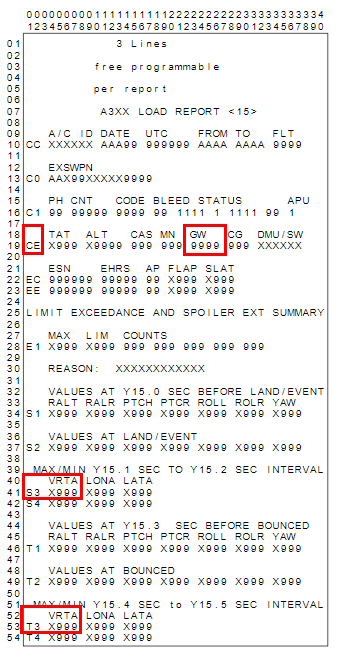 0000000001111111111222222222233333333334
1234567890123456789012345678901234567890
01 3 Lines
02
03 free programmable
04
05 per report
06
07 A3XX LOAD REPORT <15>
08
09 A/C ID DATE UTC FROM TO FLT
10 CC XXXXXX AAA99 999999 AAAA AAAA 9999
11
12 EXSWPN
13 C0 AAX99XXXXX9999
14
15 PH CNT CODE BLEED STATUS APU
16 C1 99 99999 9999 99 1111 1 1111 99 1
17
18 TAT ALT CAS MN GW CG DMU/SW
19 CE X999 X9999 999 999 9999 999 XXXXXX
20
21 ESN EHRS AP FLAP SLAT
22 EC 999999 99999 99 X999 X999
23 EE 999999 99999 99 X999 X999
24
25 LIMIT EXCEEDANCE AND SPOILER EXT SUMMARY
26
27 MAX LIM COUNTS
28 E1 X999 X999 999 999 999 999 999
29
30 REASON: XXXXXXXXXXXX
31
32 VALUES AT Y15.0 SEC BEFORE LAND/EVENT
33 RALT RALR PTCH PTCR ROLL ROLR YAW
34 S1 X999 X999 X999 X999 X999 X999 X999
35
36 VALUES AT LAND/EVENT
37 S2 X999 X999 X999 X999 X999 X999 X999
38
39 MAX/MIN Y15.1 SEC TO Y15.2 SEC INTERVAL
40 VRTA LONA LATA
41 S3 X999 X999 X999
42 S4 X999 X999 X999
43
44 VALUES AT Y15.3 SEC BEFORE BOUNCED
45 RALT RALR PTCH PTCR ROLL ROLR YAW
46 T1 X999 X999 X999 X999 X999 X999 X999
47
48 VALUES AT BOUNCED
49 T2 X999 X999 X999 X999 X999 X999 X999
50
51 MAX/MIN Y15.4 SEC to Y15.5 SEC INTERVAL
52 VRTA LONA LATA
53 T3 X999 X999 X999
54 T4 X999 X999 X999